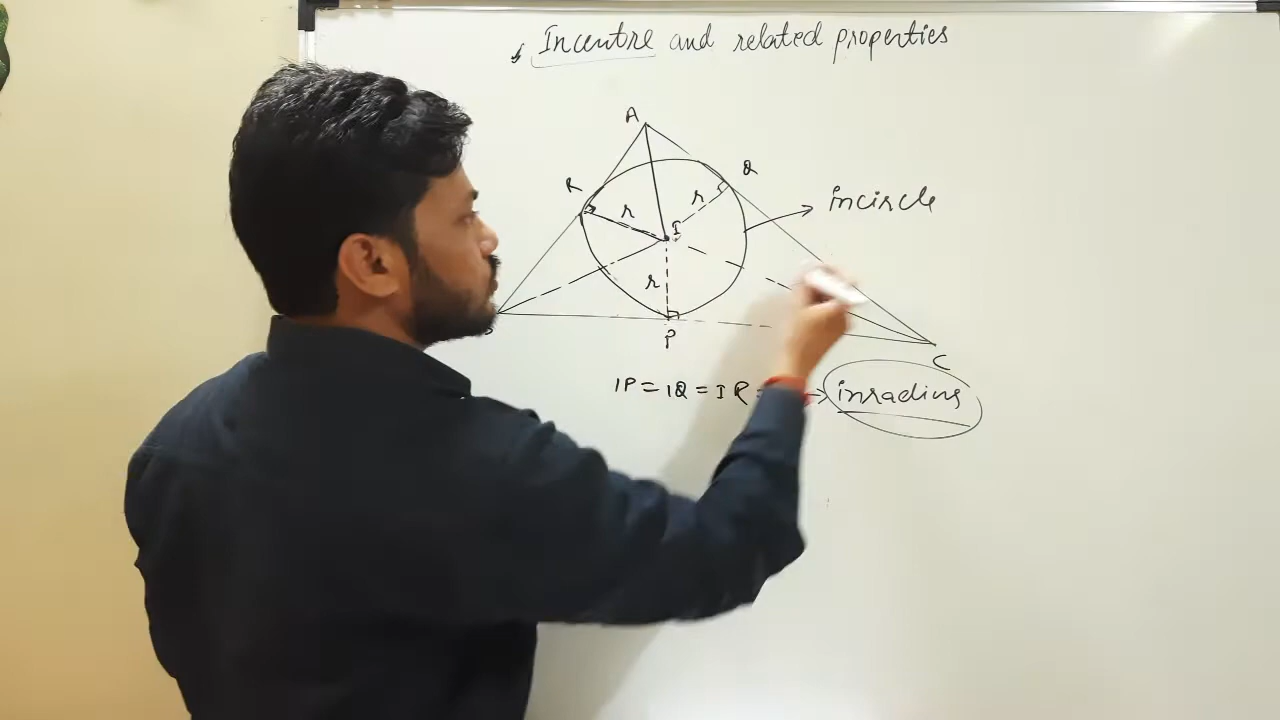 Incentre and related properties
A
R
Q
r
r
I
incircle
r
P
C
IP = IQ = IR =
inradius